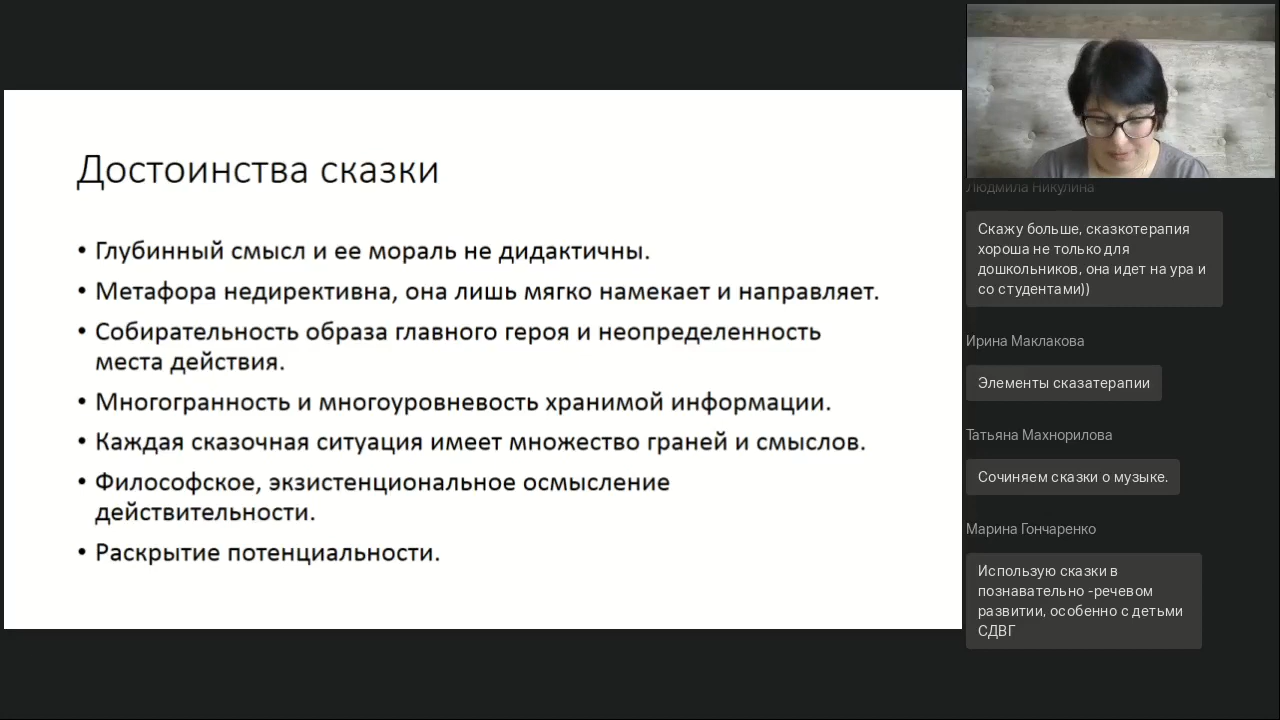 Достоинства сказки
• Глубинный смысл и ее мораль не дидактичны.
• Метафора недирективна, она лишь мягко намекает и направляет.
• Собирательность образа главного героя и неопределенность
места действия.
• Многогранность и многоуровневость хранимой информации.
• Каждая сказочная ситуация имеет множество граней и смыслов.
• Философское, экзистенциональное осмысление
действительности.
• Раскрытие потенциальности.
Людмила Никулина
Скажу больше, сказкотерапия
хороша не только для
дошкольников, она идет на ура и
со студентами))
Ирина Маклакова
Элементы сказатерапии
Татьяна Махнорилова
Сочиняем сказки о музыке.
Марина Гончаренко
Использую сказки в
познавательно -речевом
развитии, особенно с детьми
СДВГ